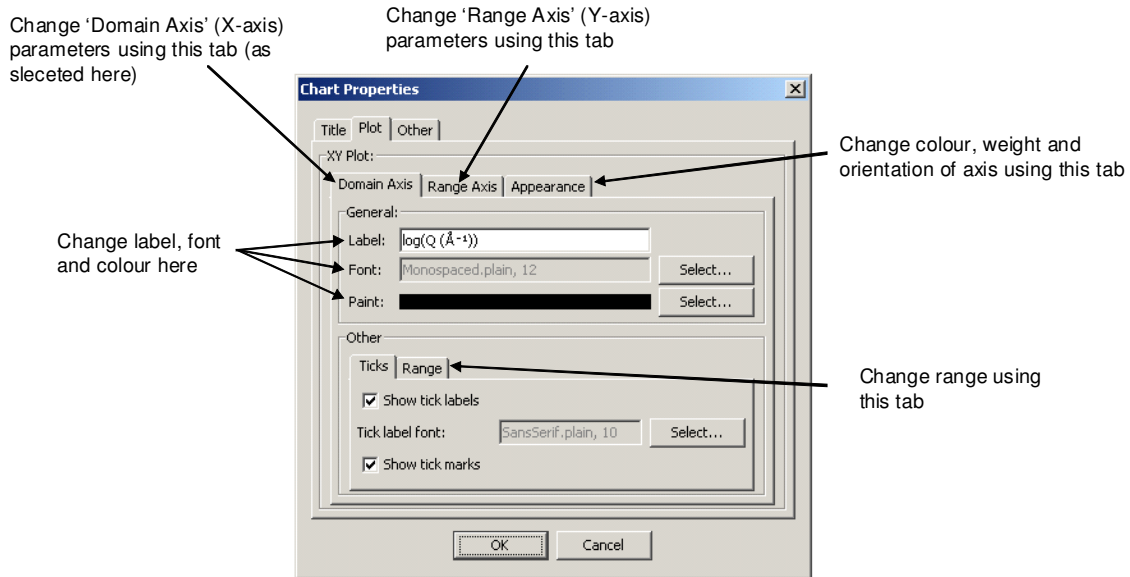 Change ‘Domain Axis’ (X-axis)
parameters using this tab (as
sleceted here)
Change ‘Range Axis’ (Y-axis)
parameters using this tab
Chart Properties
Title Plot Other
XY Plot:
Domain Axis Range Axis Appearance
Change colour, weight and
orientation of axis using this tab
General:
Label: log(Q (Å⁻¹))
Font: Monospaced.plain, 12 Select...
Paint: Select...
Change label, font
and colour here
Other
Ticks Range
Show tick labels
Tick label font: SansSerif.plain, 10 Select...
Show tick marks
Change range using
this tab
OK Cancel